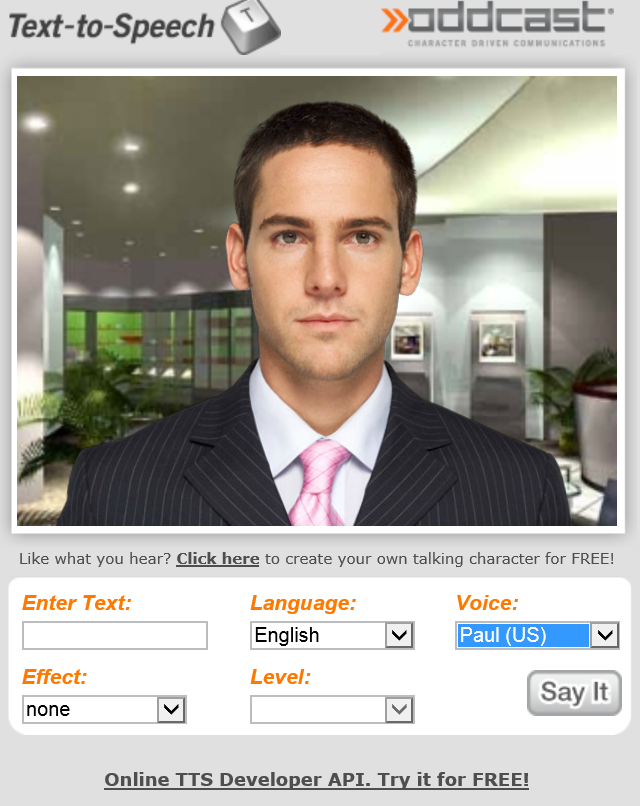 Text-to-Speech T
oddcast
CHARACTER DRIVEN COMMUNICATIONS
Like what you hear? Click here to create your own talking character for FREE!
Enter Text: Language: Voice:
English Paul (US)
Effect: Level:
none Say It
Online TTS Developer API. Try it for FREE!